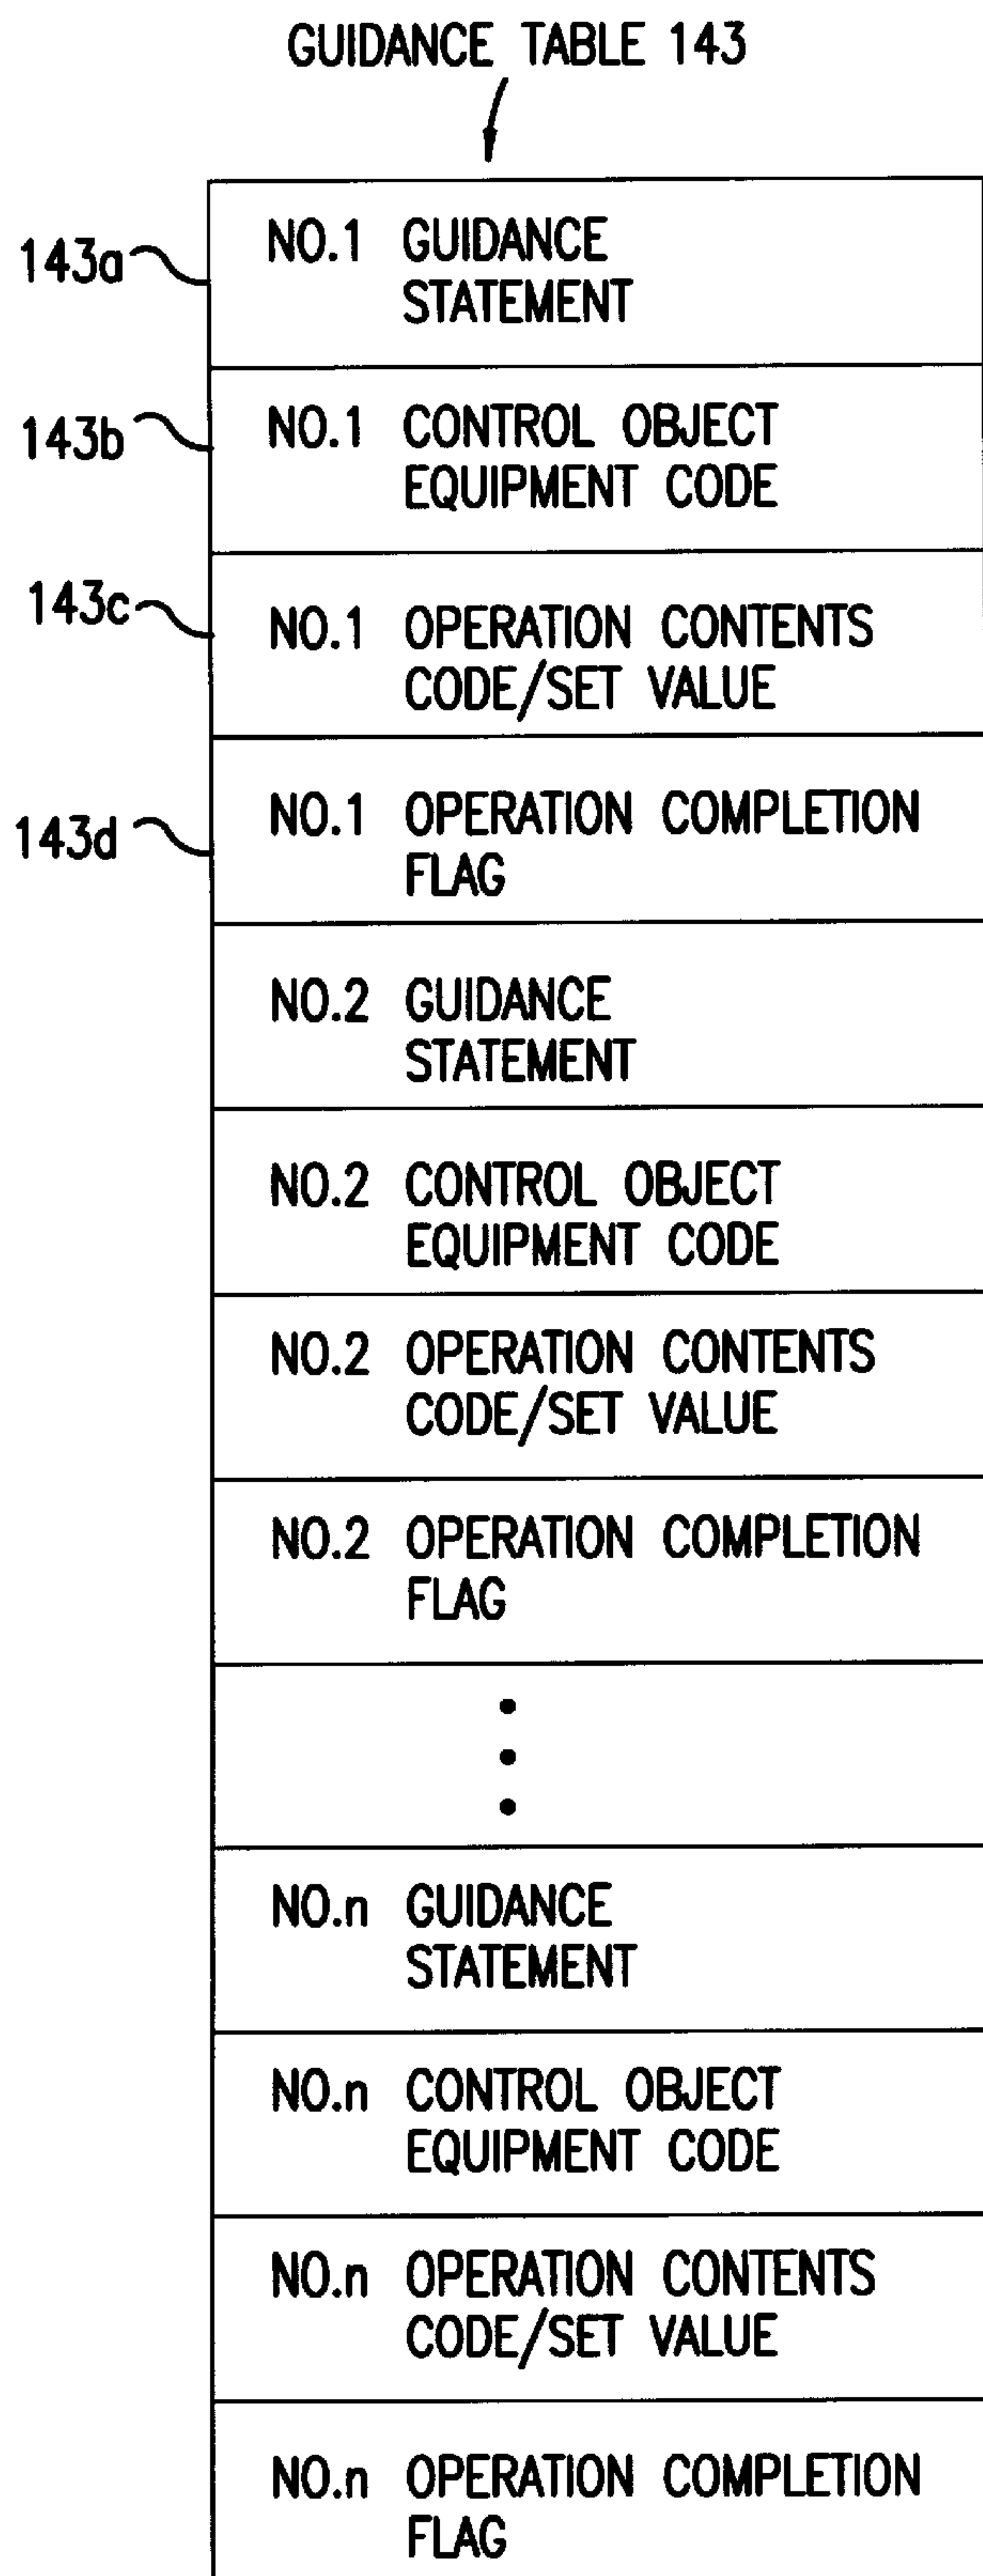 GUIDANCE TABLE 143
143a
NO.1 GUIDANCE
STATEMENT
143b
NO.1 CONTROL OBJECT
EQUIPMENT CODE
143c
NO.1 OPERATION CONTENTS
CODE/SET VALUE
143d
NO.1 OPERATION COMPLETION
FLAG
NO.2 GUIDANCE
STATEMENT
NO.2 CONTROL OBJECT
EQUIPMENT CODE
NO.2 OPERATION CONTENTS
CODE/SET VALUE
NO.2 OPERATION COMPLETION
FLAG
NO.n GUIDANCE
STATEMENT
NO.n CONTROL OBJECT
EQUIPMENT CODE
NO.n OPERATION CONTENTS
CODE/SET VALUE
NO.n OPERATION COMPLETION
FLAG